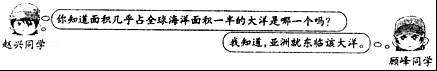 你知道面积几乎占全球海洋面积一半的大洋是哪一个吗?
赵兴同学
我知道,亚洲就东临该大洋。
顾峰同学